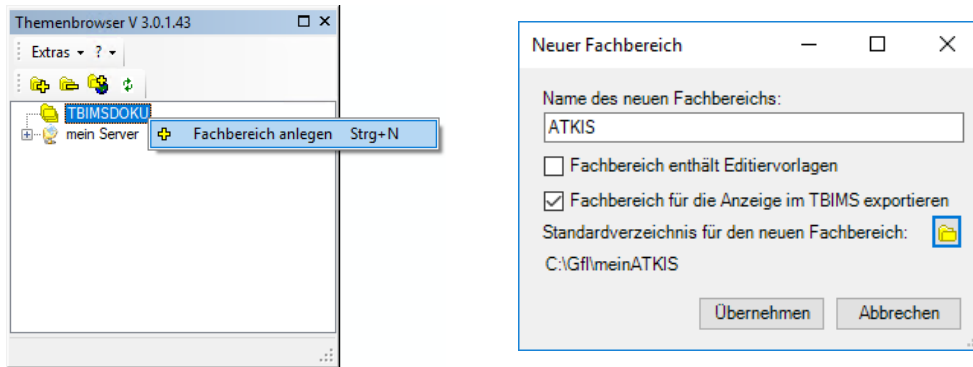 Themenbrowser V 3.0.1.43
Extras ? 
TBIMSDOKU
mein Server
Fachbereich anlegen Strg+N
Neuer Fachbereich
Name des neuen Fachbereichs:
ATKIS
Fachbereich enthält Editiervorlagen
Fachbereich für die Anzeige im TBIMS exportieren
Standardverzeichnis für den neuen Fachbereich:
C:\Gfl\meinATKIS
Übernehmen Abbrechen